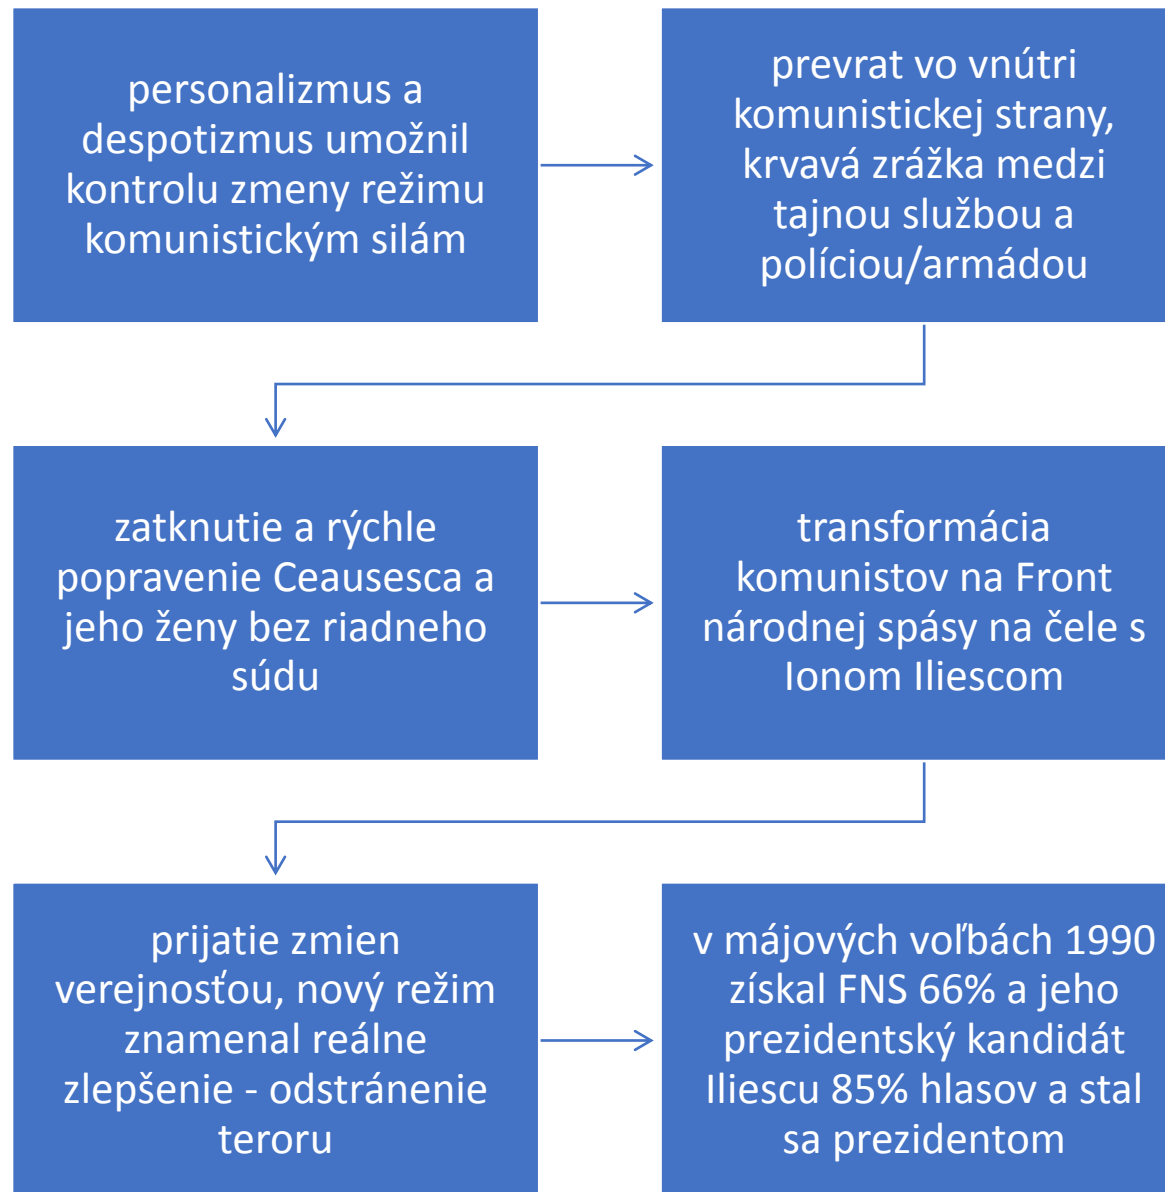 personalizmus a
despotizmus umožnil
kontrolu zmeny režimu
komunistickým silám
prevrat vo vnútri
komunistickej strany,
krvavá zrážka medzi
tajnou službou a
políciou/armádou
zatknutie a rýchle
popravenie Ceausesca a
jeho ženy bez riadneho
súdu
transformácia
komunistov na Front
národnej spásy na čele s
Ionom Iliescom
prijatie zmien
verejnosťou, nový režim
znamenal reálne
zlepšenie - odstránenie
teroru
v májových voľbách 1990
získal FNS 66% a jeho
prezidentský kandidát
Iliescu 85% hlasov a stal
sa prezidentom